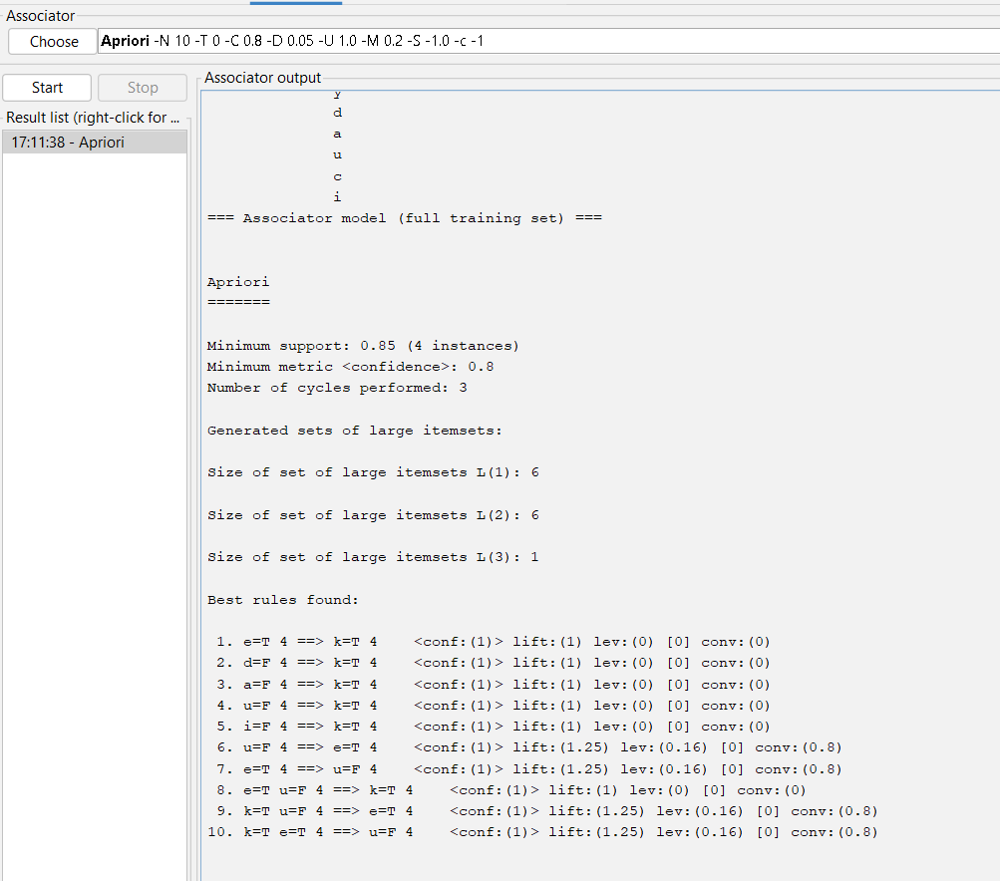 Associator
Choose Apriori -N 10 -T 0 -C 0.8 -D 0.05 -U 1.0 -M 0.2 -S -1.0 -c -1
Start Stop
Result list (right-click for ...
17:11:38 - Apriori
Associator output
y
d
a
u
c
i
=== Associator model (full training set) ===
Apriori
=======
Minimum support: 0.85 (4 instances)
Minimum metric <confidence>: 0.8
Number of cycles performed: 3
Generated sets of large itemsets:
Size of set of large itemsets L(1): 6
Size of set of large itemsets L(2): 6
Size of set of large itemsets L(3): 1
Best rules found:
1. e=T 4 ==> k=T 4    <conf:(1)> lift:(1) lev:(0) [0] conv:(0)
2. d=F 4 ==> k=T 4    <conf:(1)> lift:(1) lev:(0) [0] conv:(0)
3. a=F 4 ==> k=T 4    <conf:(1)> lift:(1) lev:(0) [0] conv:(0)
4. u=F 4 ==> k=T 4    <conf:(1)> lift:(1) lev:(0) [0] conv:(0)
5. i=F 4 ==> k=T 4    <conf:(1)> lift:(1) lev:(0) [0] conv:(0)
6. u=F 4 ==> e=T 4    <conf:(1)> lift:(1.25) lev:(0.16) [0] conv:(0.8)
7. e=T 4 ==> u=F 4    <conf:(1)> lift:(1.25) lev:(0.16) [0] conv:(0.8)
8. e=T u=F 4 ==> k=T 4    <conf:(1)> lift:(1) lev:(0) [0] conv:(0)
9. k=T u=F 4 ==> e=T 4    <conf:(1)> lift:(1.25) lev:(0.16) [0] conv:(0.8)
10. k=T e=T 4 ==> u=F 4    <conf:(1)> lift:(1.25) lev:(0.16) [0] conv:(0.8)